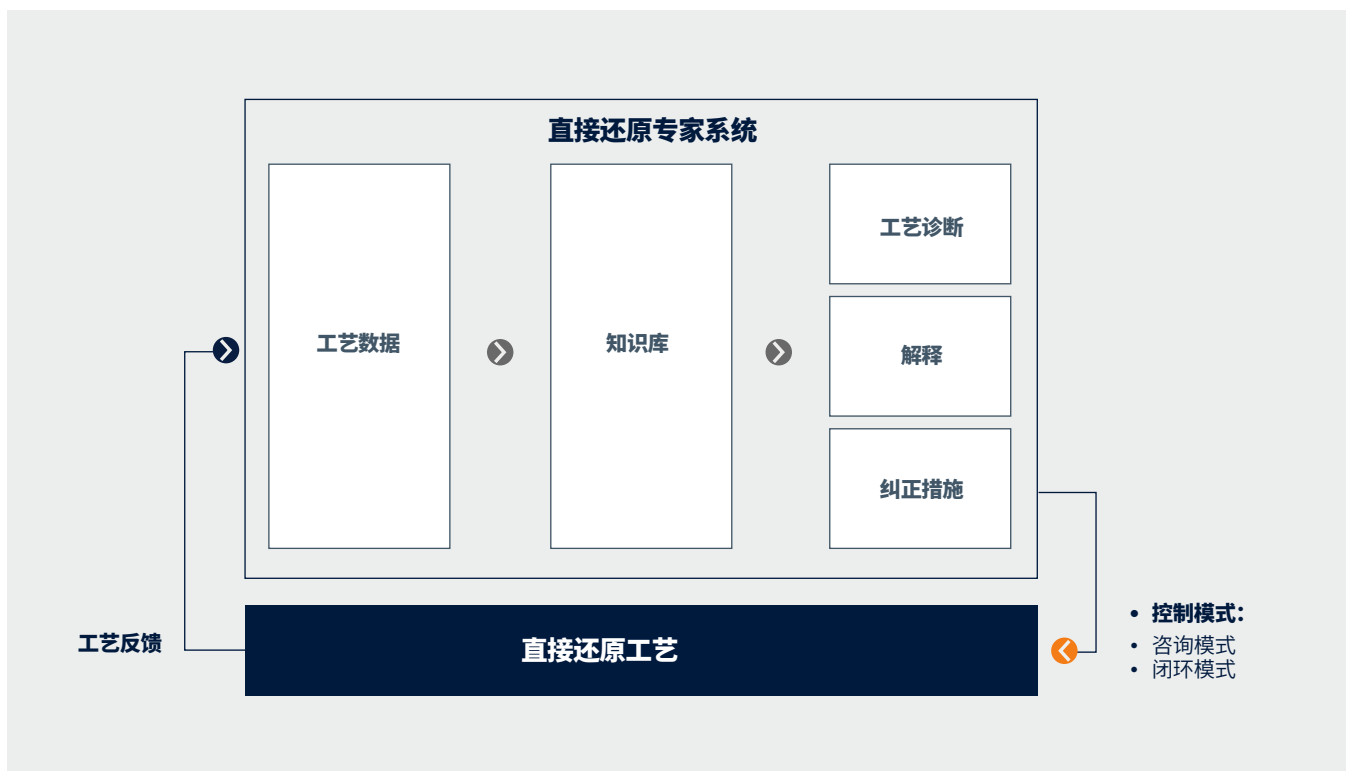 直接还原专家系统
工艺数据
知识库
工艺诊断
解释
纠正措施
工艺反馈
直接还原工艺
• 控制模式：
• 咨询模式
• 闭环模式